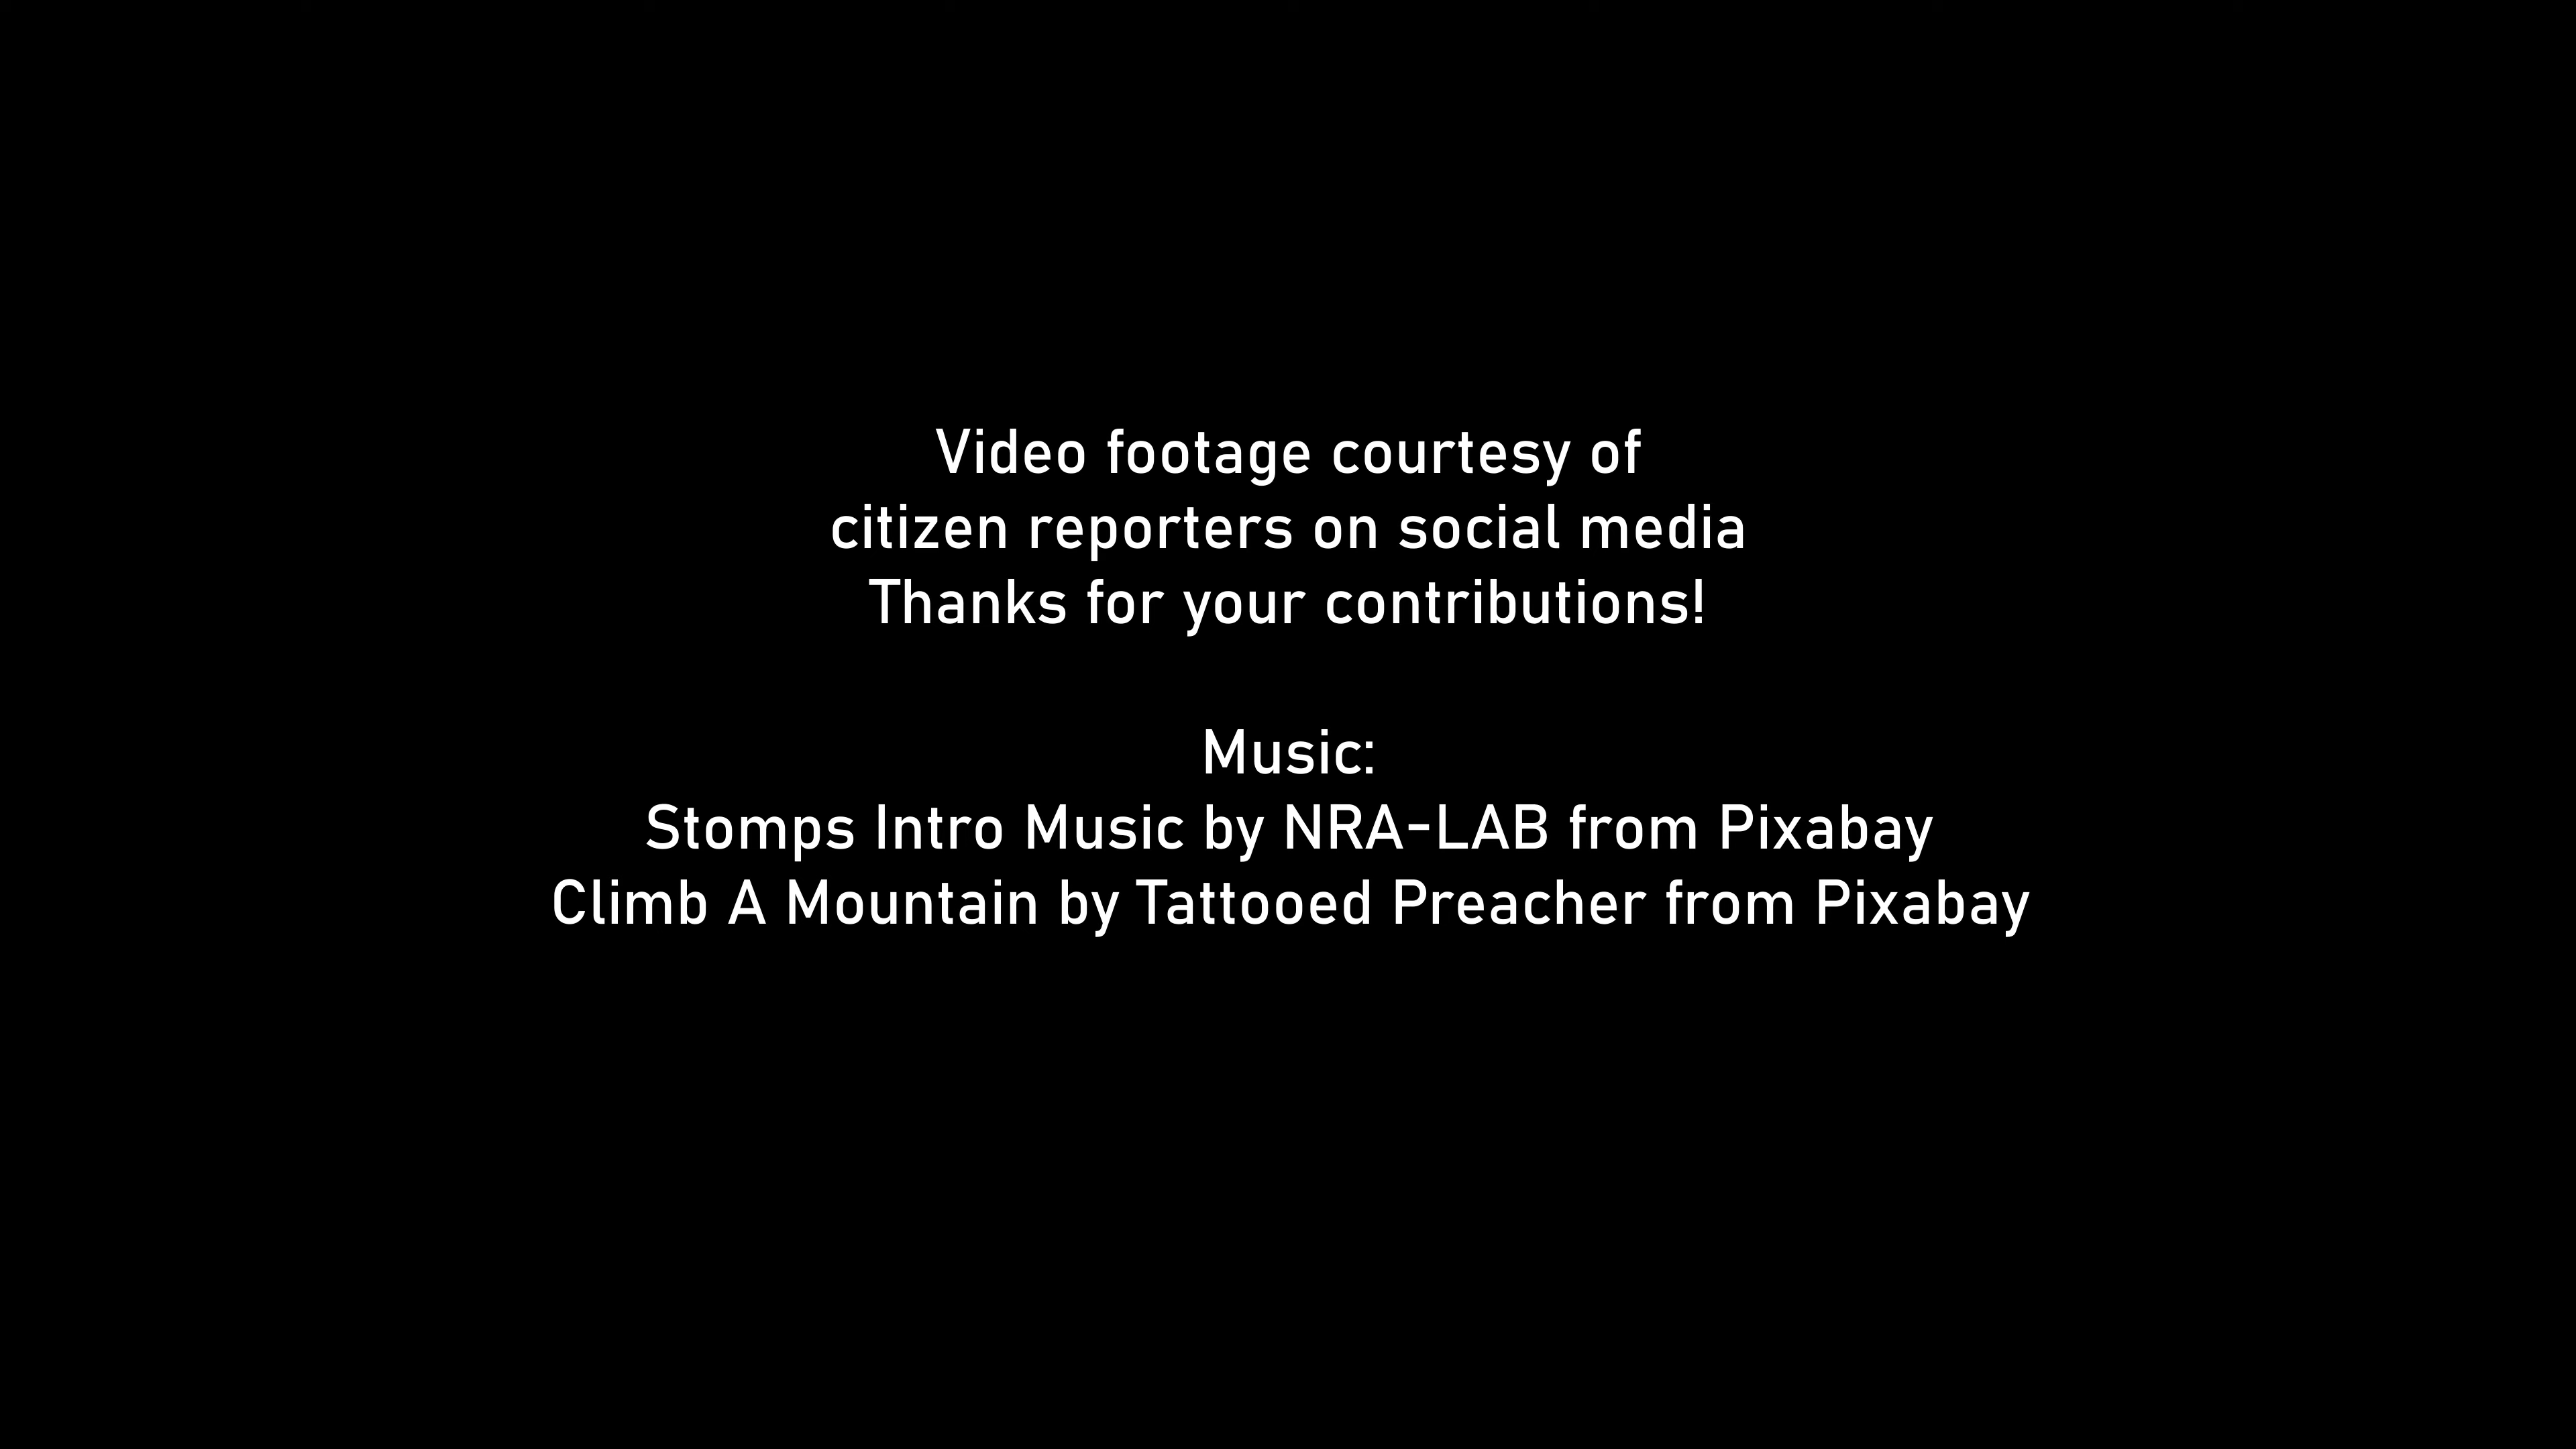 Video footage courtesy of
citizen reporters on social media
Thanks for your contributions!
Music:
Stomps Intro Music by NRA-LAB from Pixabay
Climb A Mountain by Tattooed Preacher from Pixabay